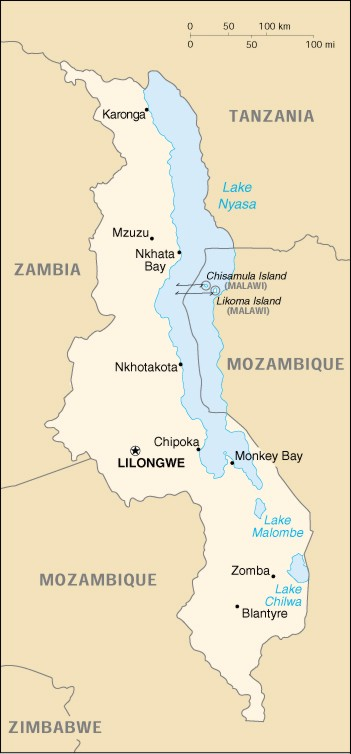 0 50 100 km
0 50 100 mi
Karonga
TANZANIA
Lake
Nyasa
Mzuzu
Nkhata
Bay
ZAMBIA
Chisamula Island
(MALAWI)
Likoma Island
(MALAWI)
Nkhotakota
MOZAMBIQUE
Chipoka
Monkey Bay
LILONGWE
Lake
Malombe
Zomba
MOZAMBIQUE
Lake
Chilwa
Blantyre
ZIMBABWE